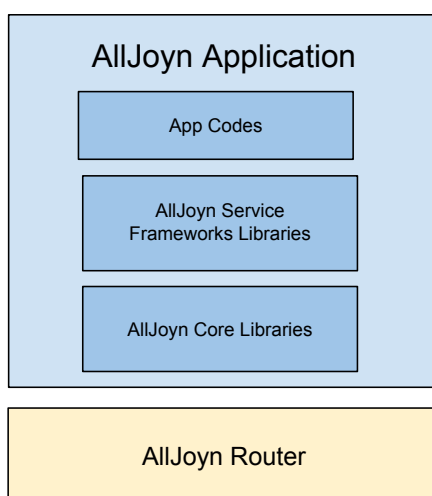 AllJoyn Application
App Codes
AllJoyn Service
Frameworks Libraries
AllJoyn Core Libraries
AllJoyn Router